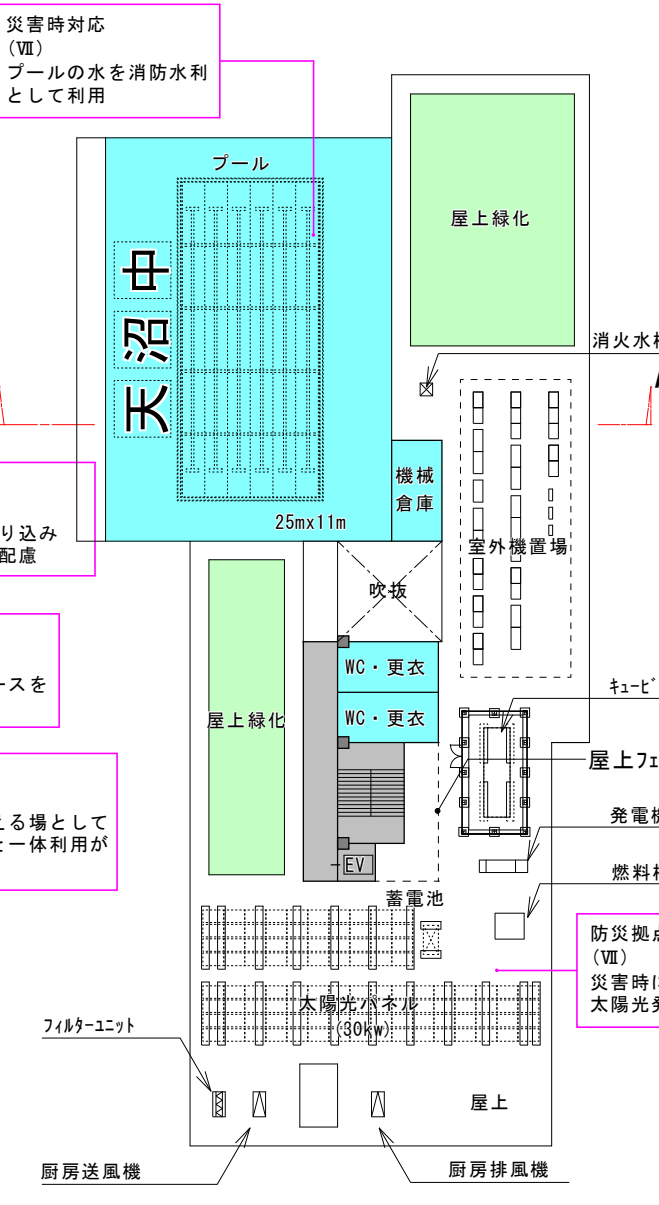 災害時対応
(Ⅶ)
プールの水を消防水利
として利用
プール
屋上緑化
天沼中
消火水
機械
倉庫
25mx11m
り込み
配慮
室外機置場
吹抜
ースを
WC・更衣
WC・更衣
屋上緑化
ｷｭｰﾋﾞ
屋上ﾌｪ
える場として
と一体利用が
発電機
EV
燃料
蓄電池
防災拠点
(Ⅶ)
災害時に
太陽光発
太陽光パネル
(30kw)
ﾌｨﾙﾀｰﾕﾆｯﾄ
屋上
厨房送風機
厨房排風機